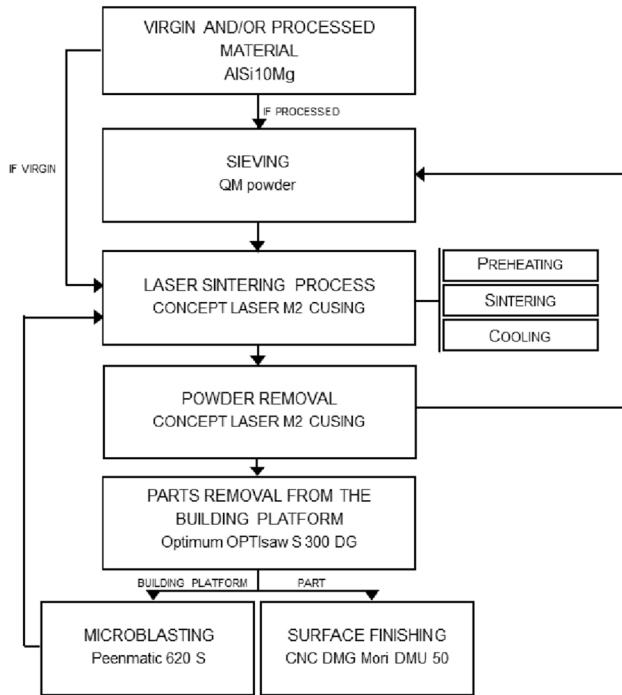 VIRGIN AND/OR PROCESSED
MATERIAL
AlSi10Mg
IF PROCESSED
IF VIRGIN
SIEVING
QM powder
LASER SINTERING PROCESS
CONCEPT LASER M2 CUSING
PREHEATING
SINTERING
COOLING
POWDER REMOVAL
CONCEPT LASER M2 CUSING
PARTS REMOVAL FROM THE
BUILDING PLATFORM
Optimum OPTIsaw S 300 DG
BUILDING PLATFORM
PART
MICROBLASTING
Peenmatic 620 S
SURFACE FINISHING
CNC DMG Mori DMU 50